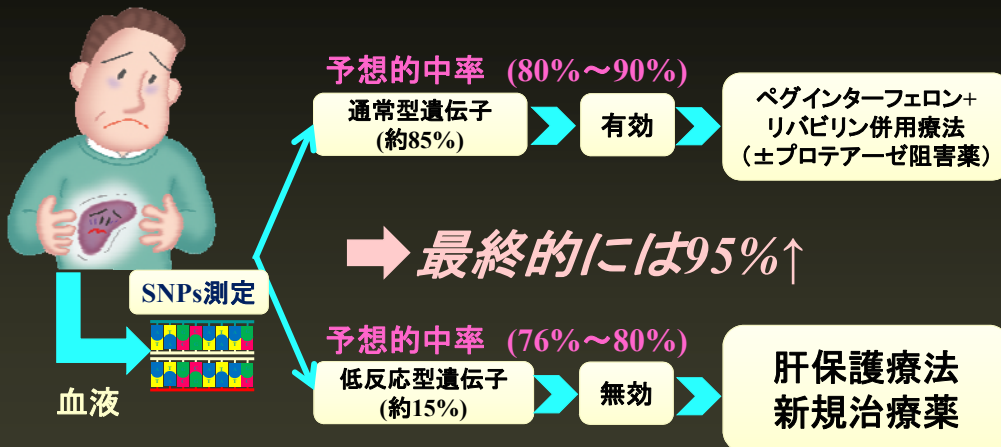 予想的中率 (80%～90%)
通常型遺伝子
(約85%)
有効
ペグインターフェロン+
リバビリン併用療法
(±プロテアーゼ阻害薬)
➡最終的には95%↑
SNPs測定
血液
予想的中率 (76%～80%)
低反応型遺伝子
(約15%)
無効
肝保護療法
新規治療薬